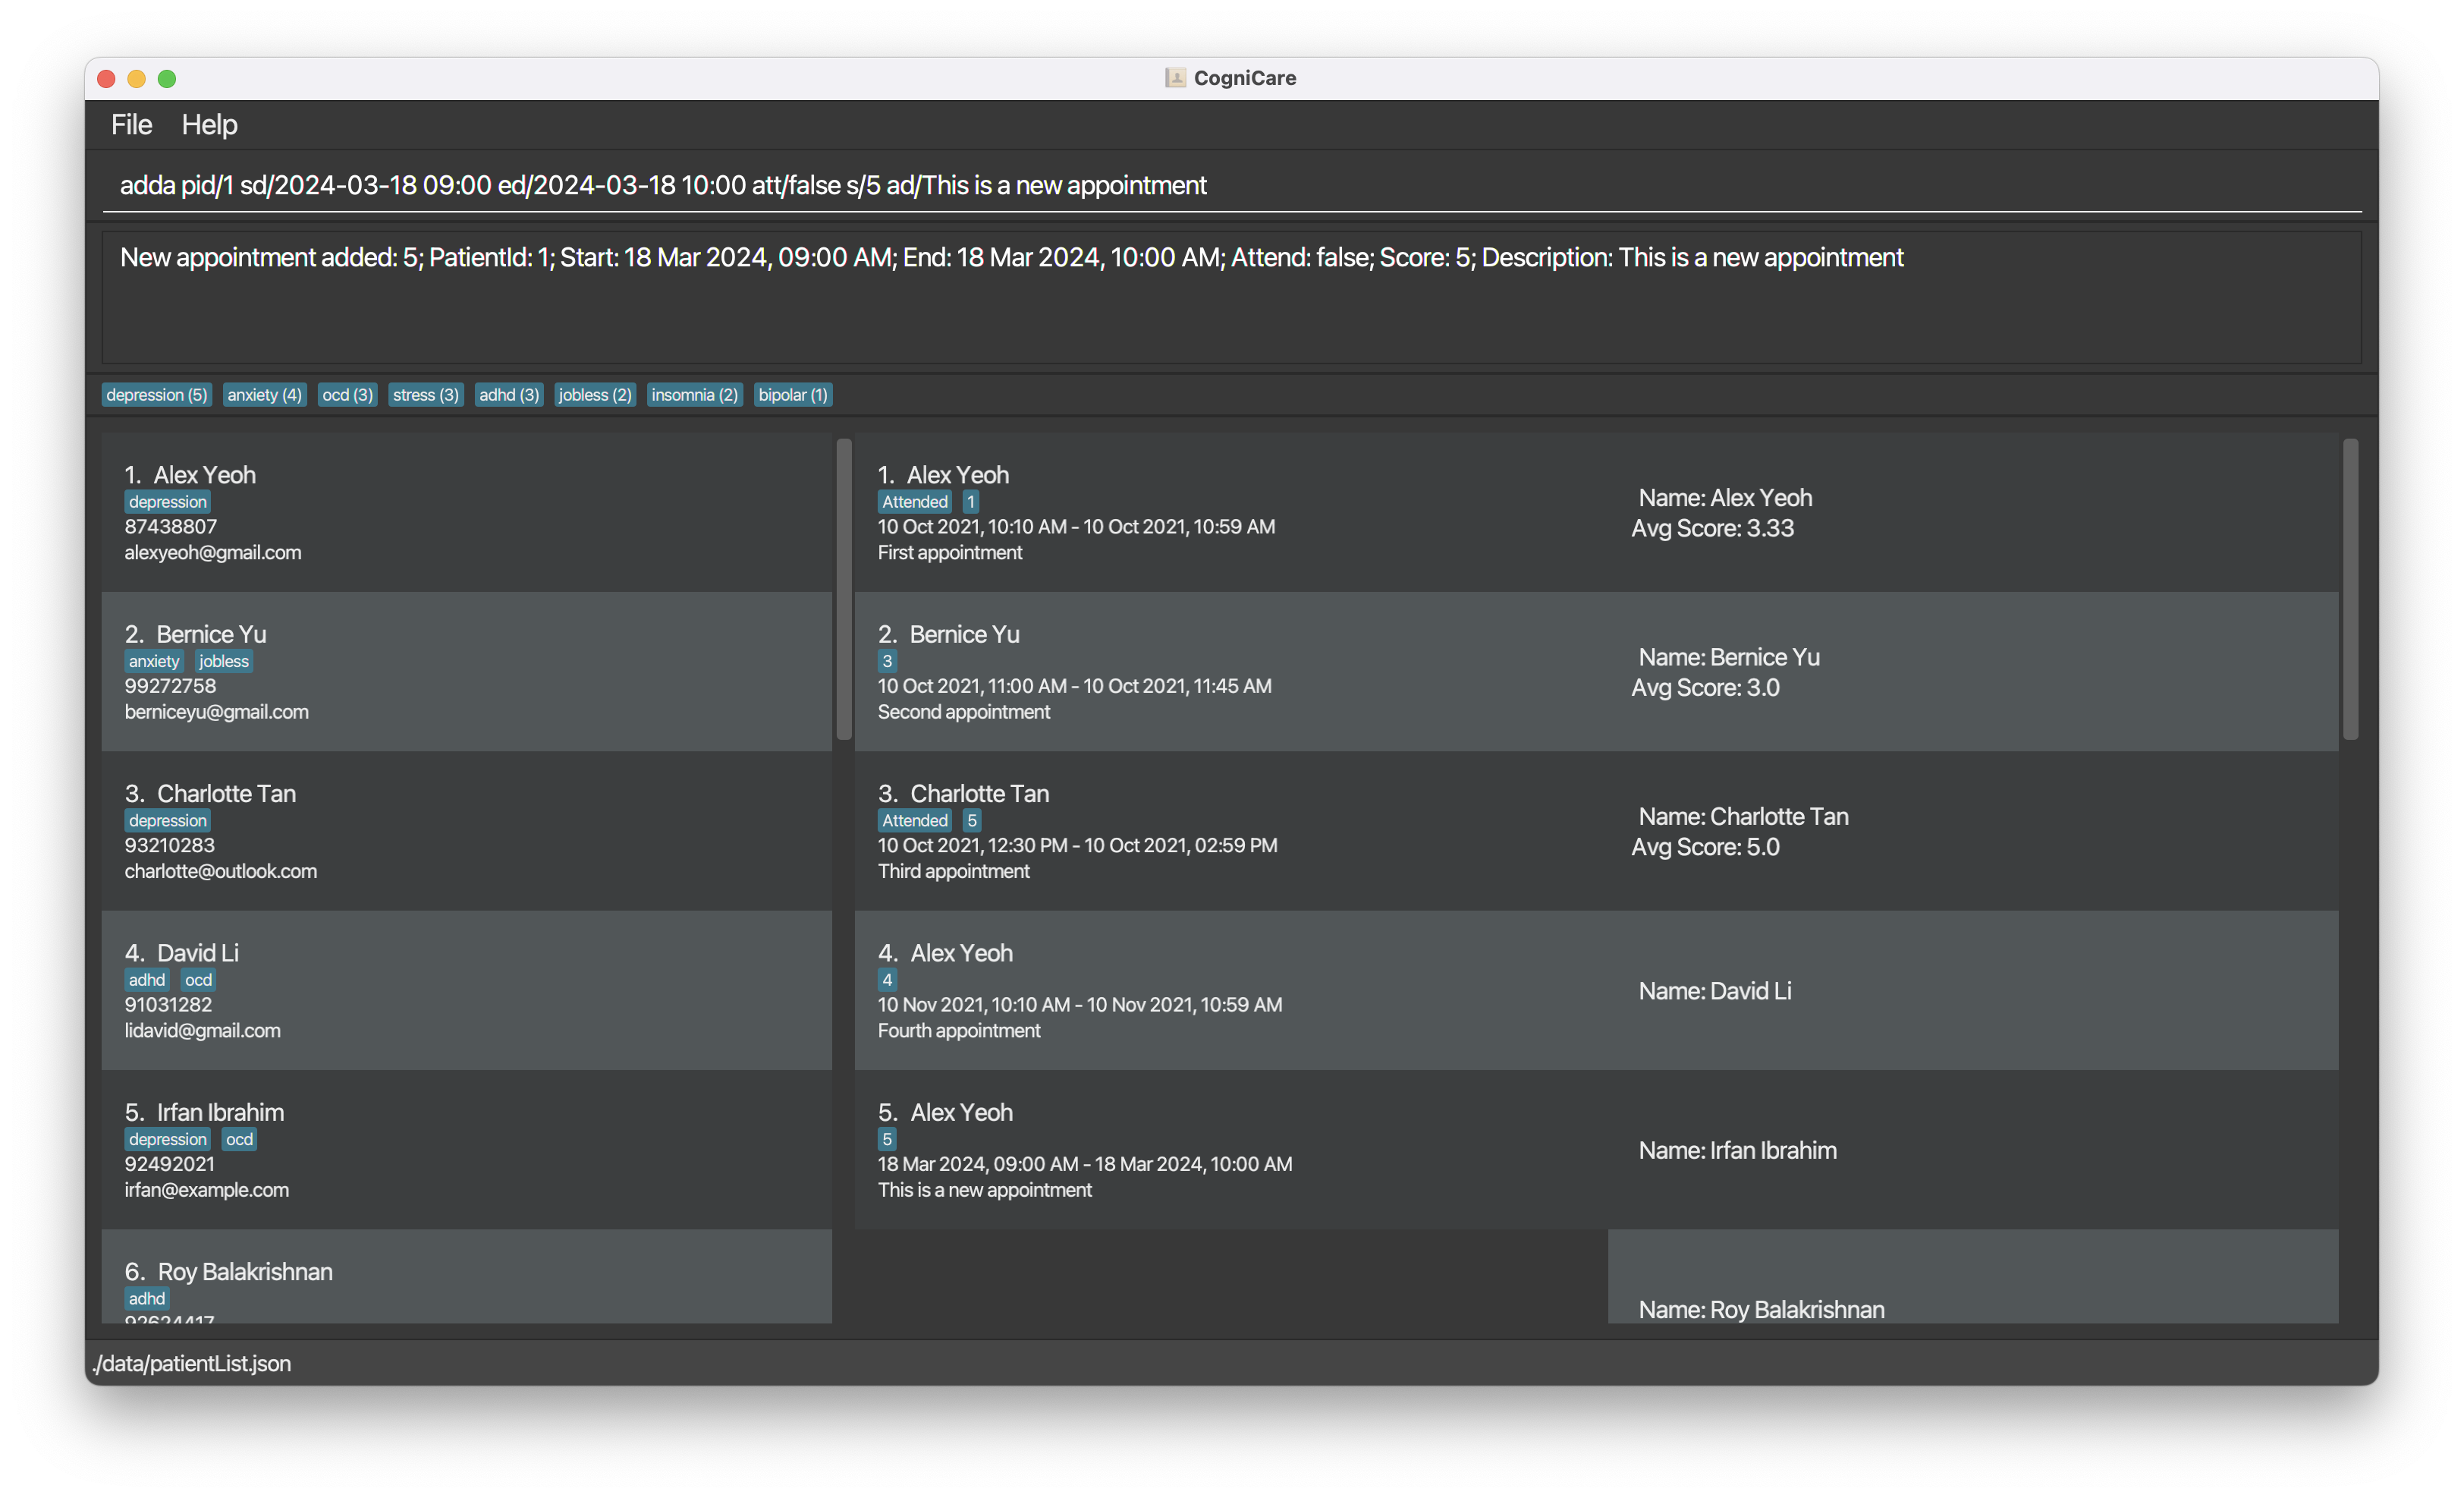 CogniCare
File Help
adda pid/1 sd/2024-03-18 09:00 ed/2024-03-18 10:00 att/false s/5 ad/This is a new appointment
New appointment added: 5; PatientId: 1; Start: 18 Mar 2024, 09:00 AM; End: 18 Mar 2024, 10:00 AM; Attend: false; Score: 5; Description: This is a new appointment
depression (5) anxiety (4) ocd (3) stress (3) adhd (3) jobless (2) insomnia (2) bipolar (1)
1. Alex Yeoh
depression
87438807
alexyeoh@gmail.com
2. Bernice Yu
anxiety jobless
99272758
berniceyu@gmail.com
3. Charlotte Tan
depression
93210283
charlotte@outlook.com
4. David Li
adhd ocd
91031282
lidavid@gmail.com
5. Irfan Ibrahim
depression ocd
92492021
irfan@example.com
6. Roy Balakrishnan
adhd
92624417
1. Alex Yeoh
Attended 1
10 Oct 2021, 10:10 AM - 10 Oct 2021, 10:59 AM
First appointment
2. Bernice Yu
3
10 Oct 2021, 11:00 AM - 10 Oct 2021, 11:45 AM
Second appointment
3. Charlotte Tan
Attended 5
10 Oct 2021, 12:30 PM - 10 Oct 2021, 02:59 PM
Third appointment
4. Alex Yeoh
4
10 Nov 2021, 10:10 AM - 10 Nov 2021, 10:59 AM
Fourth appointment
5. Alex Yeoh
5
18 Mar 2024, 09:00 AM - 18 Mar 2024, 10:00 AM
This is a new appointment
Name: Alex Yeoh
Avg Score: 3.33
Name: Bernice Yu
Avg Score: 3.0
Name: Charlotte Tan
Avg Score: 5.0
Name: David Li
Name: Irfan Ibrahim
Name: Roy Balakrishnan
./data/patientList.json